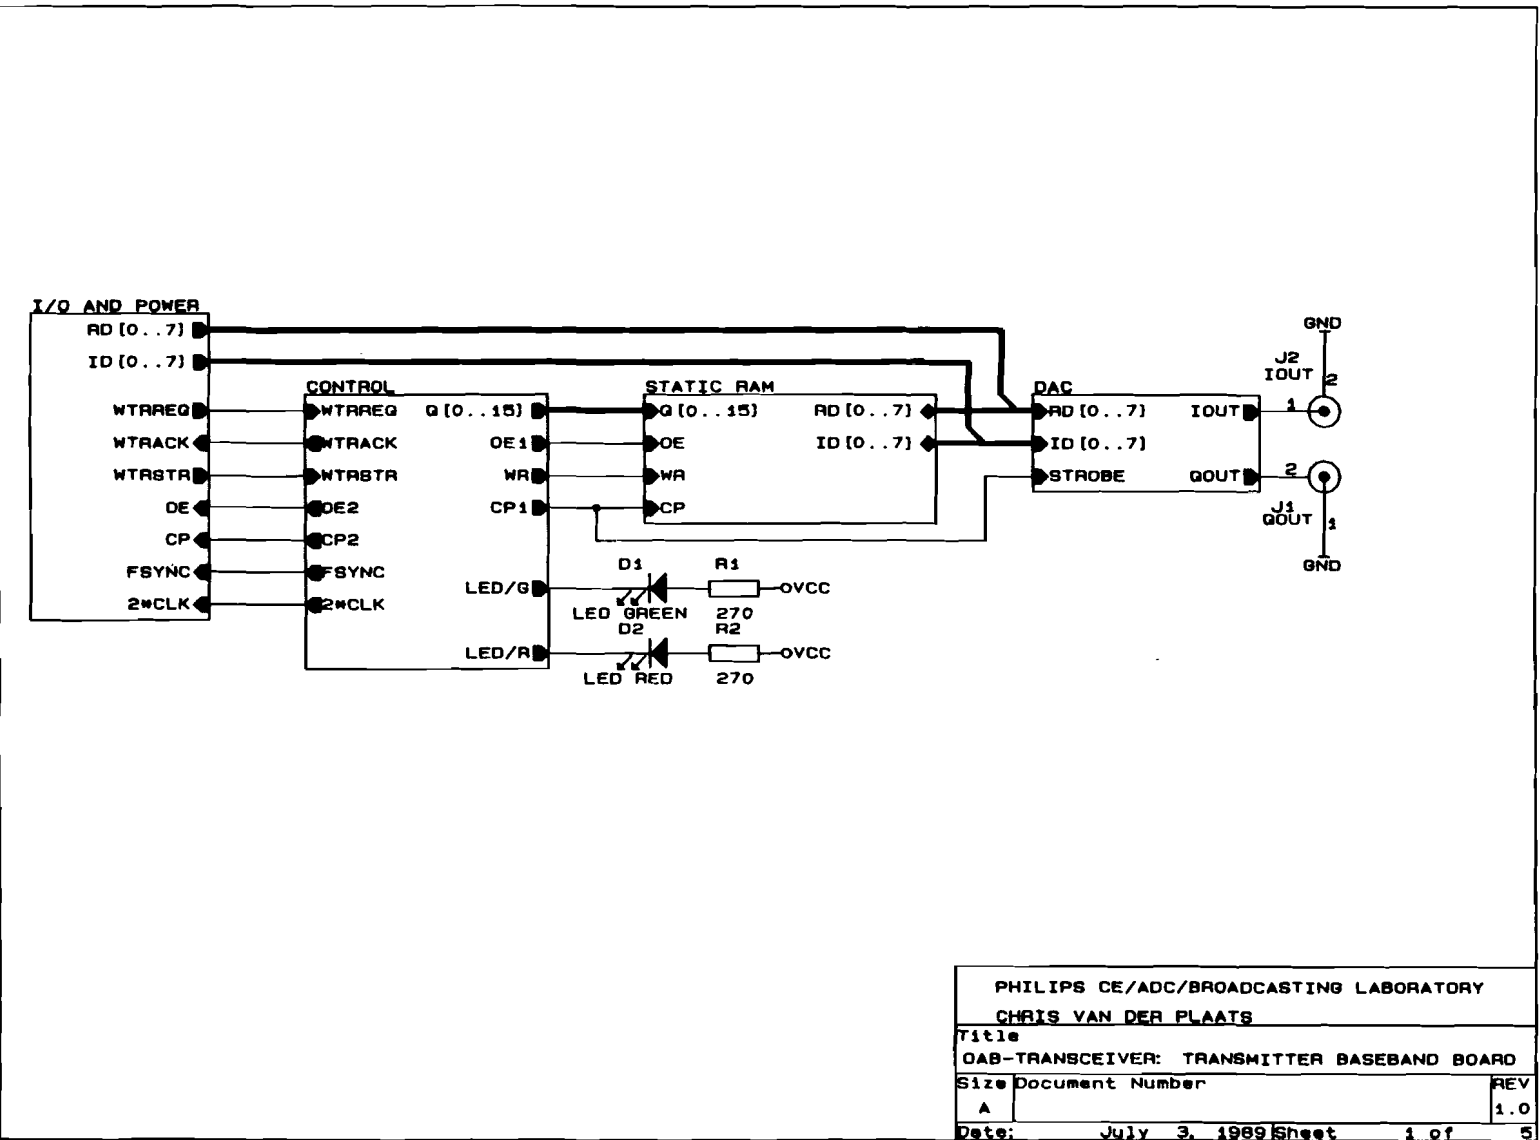 I/O AND POWER
RD[0..7]
ID[0..7]
WTRREQ
WTRACK
WTRSTR
OE
CP
FSYNC
2*CLK
CONTROL
WTRREQ
WTRACK
WTRSTR
OE2
CP2
FSYNC
2*CLK
Q[0..15]
OE1
WR
CP1
LED/G
LED/R
STATIC RAM
Q[0..15]
OE
WR
CP
RD[0..7]
ID[0..7]
D1
LED GREEN
R1
270
VCC
D2
LED RED
R2
270
VCC
DAC
RD[0..7]
ID[0..7]
STROBE
IOUT
QOUT
GND
J2
IOUT
2
1
2
J1
QOUT
1
GND
PHILIPS CE/ADC/BROADCASTING LABORATORY
CHRIS VAN DER PLAATS
Title
DAB-TRANSCEIVER: TRANSMITTER BASEBAND BOARD
Size Document Number REV
A 1.0
Date: July 3, 1989 Sheet 1 of 5